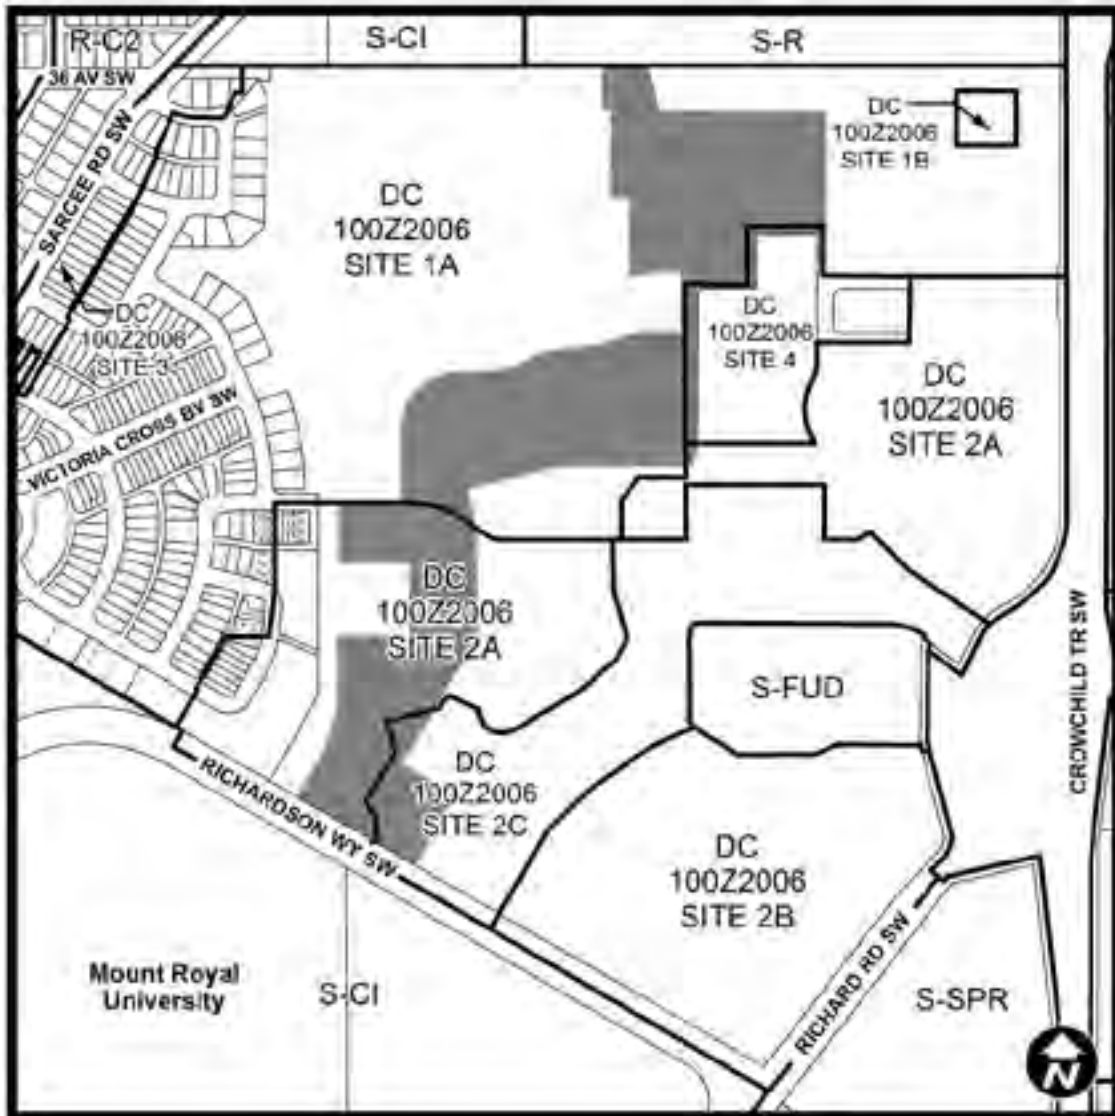 R-C2
S-CI
S-R
36 AV SW
SARCEE RD SW
DC
100Z2006
SITE 1B
DC
100Z2006
SITE 1A
DC
100Z2006
SITE 3
DC
100Z2006
SITE 4
DC
100Z2006
SITE 2A
VICTORIA CROSS BV SW
DC
100Z2006
SITE 2A
S-FUD
CROWCHILD TR SW
RICHARDSON WY SW
DC
100Z2006
SITE 2C
DC
100Z2006
SITE 2B
RICHARD RD SW
Mount Royal
University
S-CI
S-SPR
N